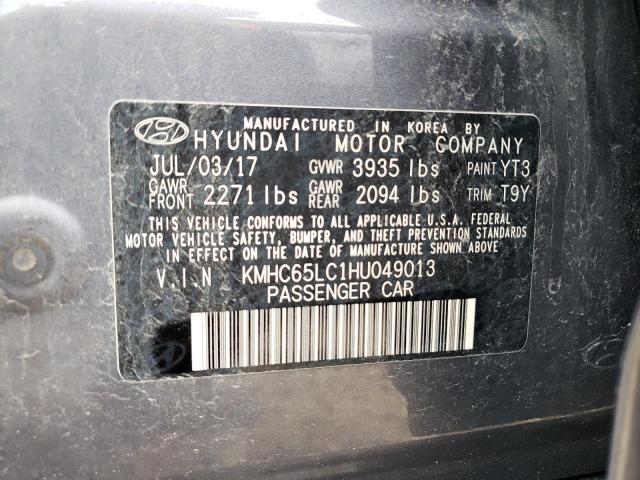 MANUFACTURED IN KOREA BY
HYUNDAI MOTOR COMPANY
JUL/03/17 GVWR 3935 lbs PAINT YT3
GAWR FRONT 2271 lbs GAWR REAR 2094 lbs TRIM T9Y
THIS VEHICLE CONFORMS TO ALL APPLICABLE U.S.A. FEDERAL
MOTOR VEHICLE SAFETY, BUMPER, AND THEFT PREVENTION STANDARDS
IN EFFECT ON THE DATE OF MANUFACTURE SHOWN ABOVE
V.I.N KMHC65LC1HU049013
PASSENGER CAR